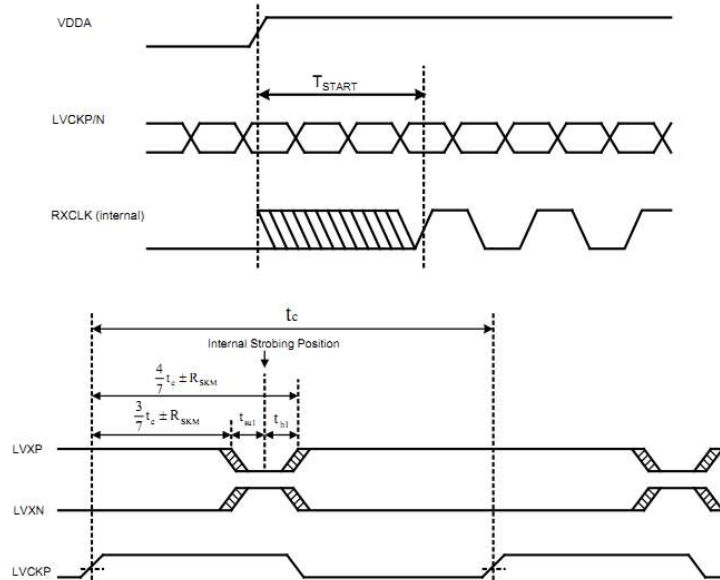 VDDA
T_START
LVCKP/N
RXCLK (internal)
t_c
Internal Strobing Position
4/7 t_c ± R_SKM
3/7 t_c ± R_SKM
t_su1
t_h1
LVXP
LVXN
LVCKP